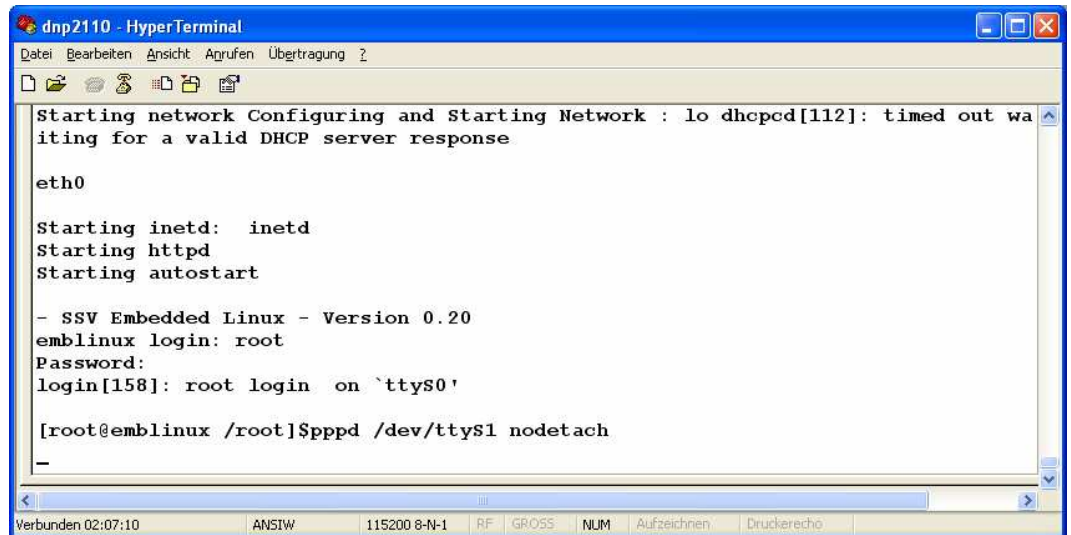 dnp2110 - HyperTerminal
Datei Bearbeiten Ansicht Anrufen Übertragung ?
Starting network Configuring and Starting Network : lo dhcpcd[112]: timed out wa
iting for a valid DHCP server response
eth0
Starting inetd:  inetd
Starting httpd
Starting autostart
- SSV Embedded Linux - Version 0.20
emblinux login: root
Password:
login[158]: root login  on `ttyS0'
[root@emblinux /root]$pppd /dev/ttyS1 nodetach
_
Verbunden 02:07:10 ANSIW 115200 8-N-1 RF GROSS NUM Aufzeichnen Druckerecho